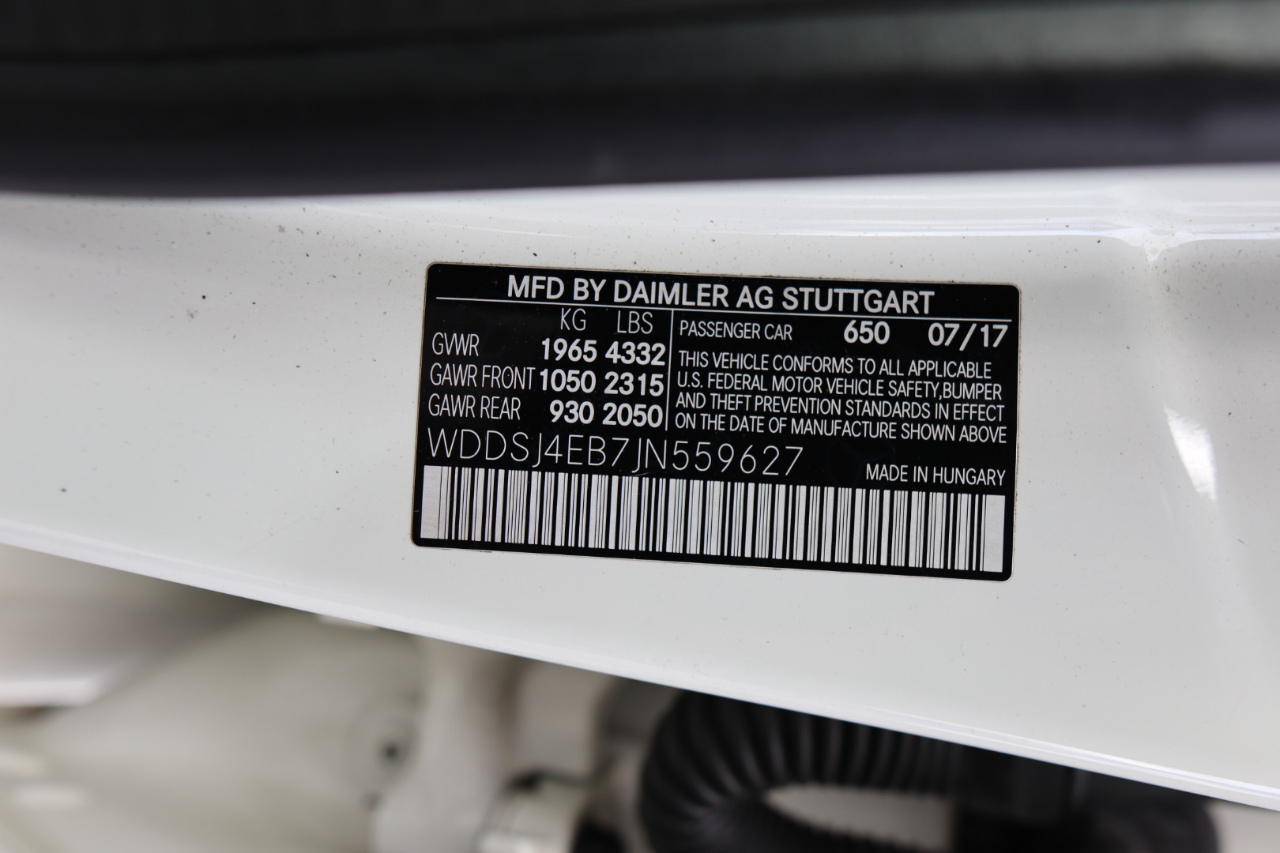 MFD BY DAIMLER AG STUTTGART
KG LBS
GVWR 1965 4332
GAWR FRONT 1050 2315
GAWR REAR 930 2050
PASSENGER CAR 650 07/17
THIS VEHICLE CONFORMS TO ALL APPLICABLE
U.S. FEDERAL MOTOR VEHICLE SAFETY,BUMPER
AND THEFT PREVENTION STANDARDS IN EFFECT
ON THE DATE OF MANUFACTURE SHOWN ABOVE
WDDSJ4EB7JN559627
MADE IN HUNGARY